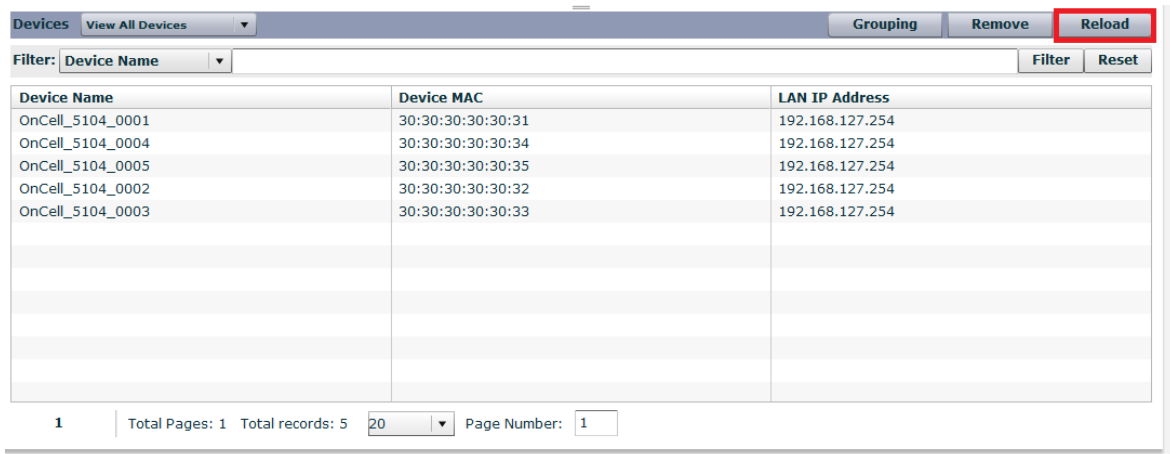 Devices View All Devices Grouping Remove Reload
Filter: Device Name Filter Reset
Device Name Device MAC LAN IP Address
OnCell_5104_0001 30:30:30:30:30:31 192.168.127.254
OnCell_5104_0004 30:30:30:30:30:34 192.168.127.254
OnCell_5104_0005 30:30:30:30:30:35 192.168.127.254
OnCell_5104_0002 30:30:30:30:30:32 192.168.127.254
OnCell_5104_0003 30:30:30:30:30:33 192.168.127.254
1 Total Pages: 1 Total records: 5 20 Page Number: 1